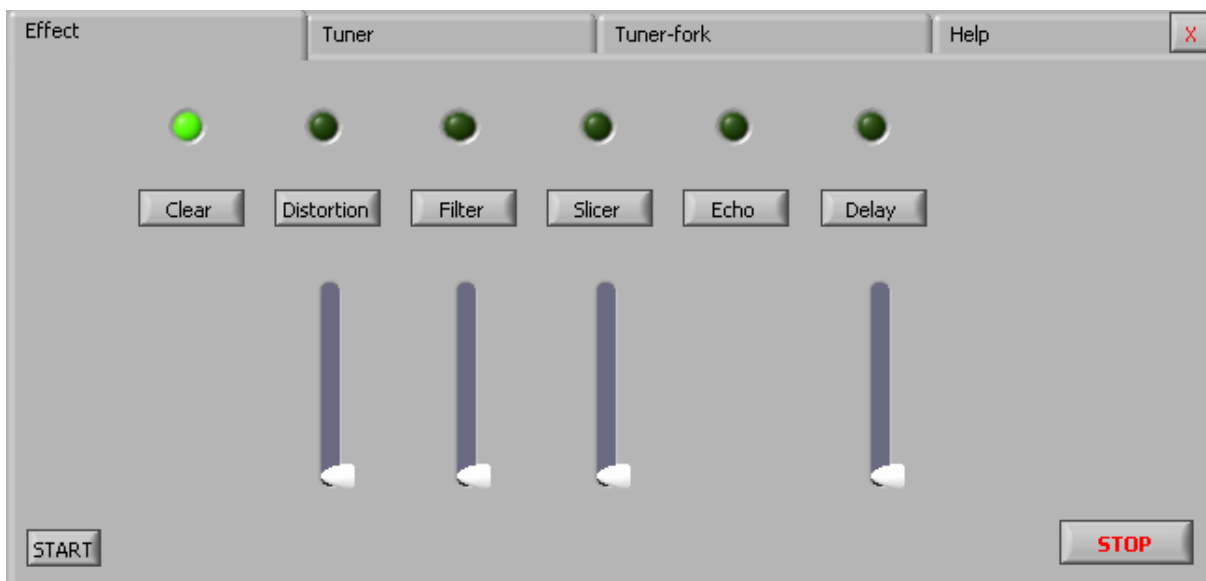 Effect Tuner Tuner-fork Help X
Clear Distortion Filter Slicer Echo Delay
START STOP